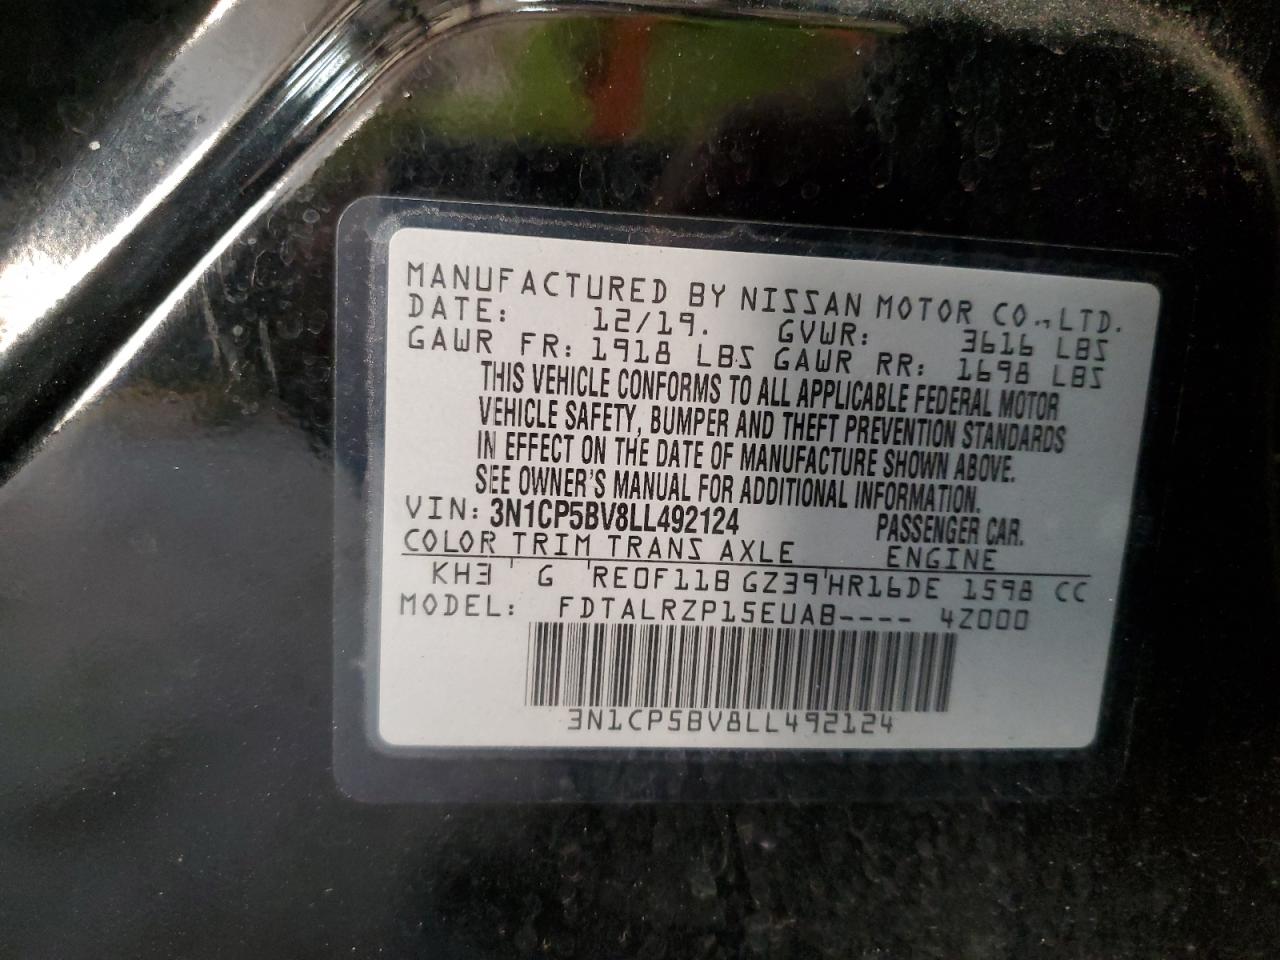 MANUFACTURED BY NISSAN MOTOR CO.,LTD.
DATE: 12/19. GVWR: 3616 LBS
GAWR FR: 1918 LBS GAWR RR: 1698 LBS
THIS VEHICLE CONFORMS TO ALL APPLICABLE FEDERAL MOTOR
VEHICLE SAFETY, BUMPER AND THEFT PREVENTION STANDARDS
IN EFFECT ON THE DATE OF MANUFACTURE SHOWN ABOVE.
SEE OWNER'S MANUAL FOR ADDITIONAL INFORMATION.
VIN: 3N1CP5BV8LL492124 PASSENGER CAR.
COLOR TRIM TRANS AXLE ENGINE
KH3 ' G 'RE0F11B GZ39'HR16DE 1598 CC
MODEL: FDTALRZP15EUAB---- 4Z000
3N1CP5BV8LL492124